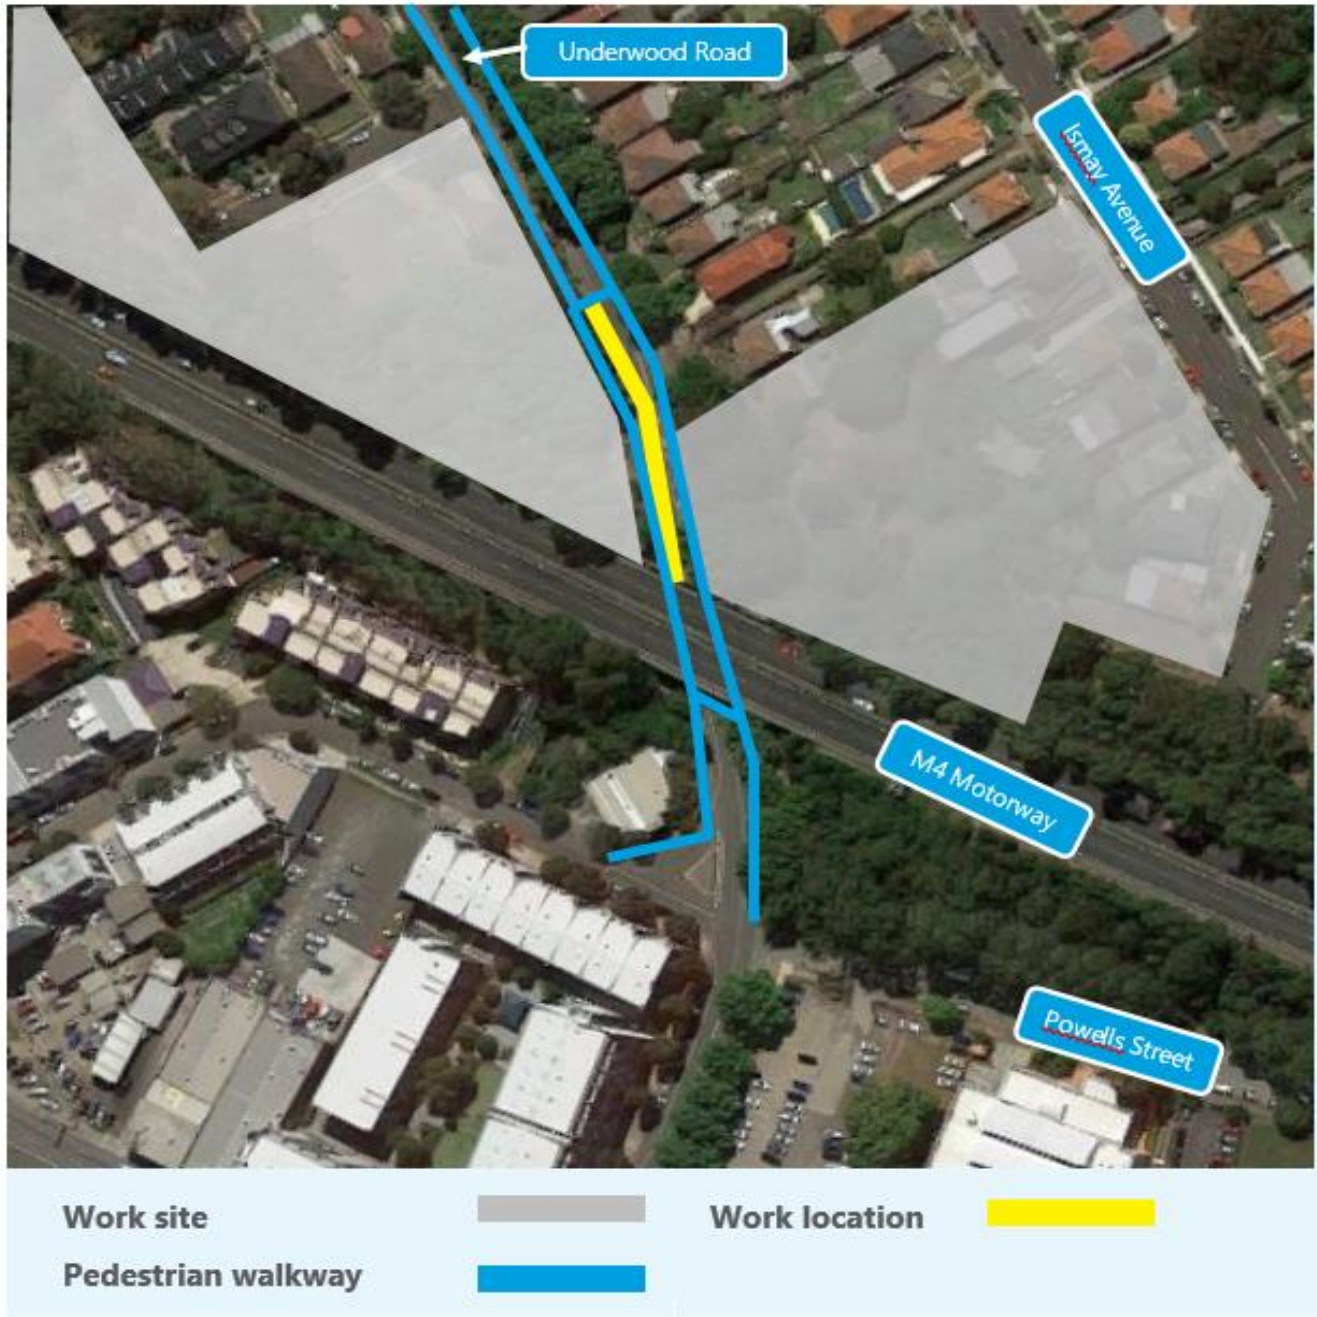 Underwood Road
Ismay Avenue
M4 Motorway
Powells Street
Work site
Work location
Pedestrian walkway